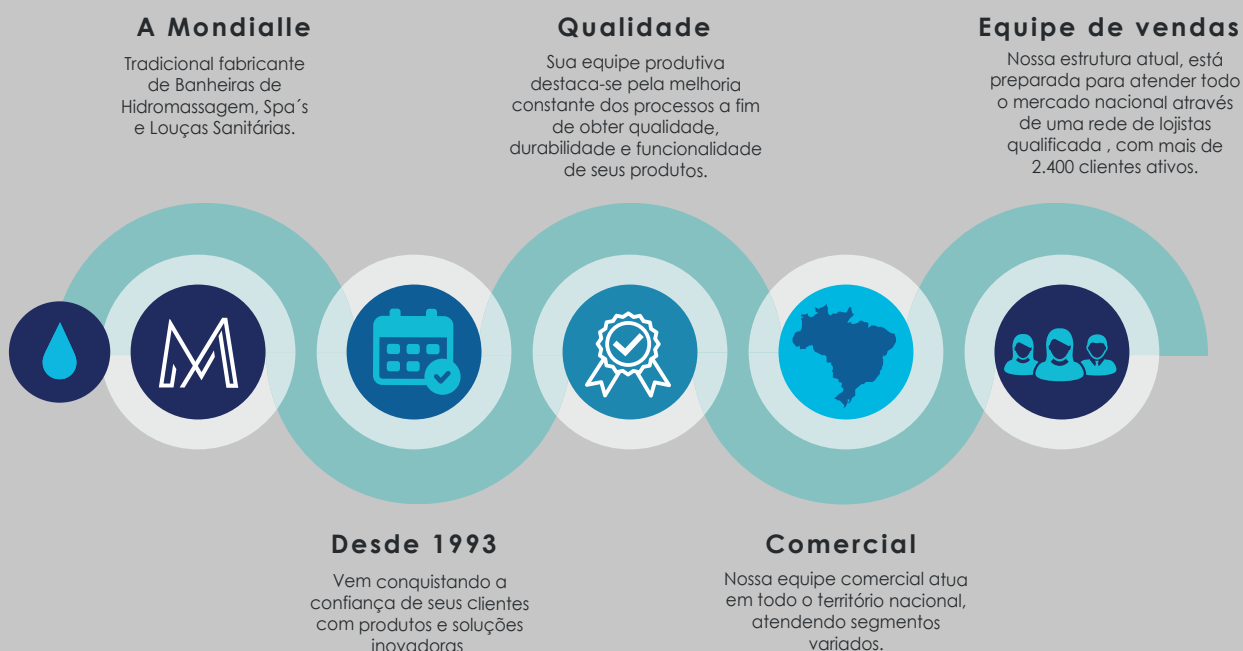 A Mondialle
Tradicional fabricante
de Banheiras de
Hidromassagem, Spa´s
e Louças Sanitárias.
Qualidade
Sua equipe produtiva
destaca-se pela melhoria
constante dos processos a fim
de obter qualidade,
durabilidade e funcionalidade
de seus produtos.
Equipe de vendas
Nossa estrutura atual, está
preparada para atender todo
o mercado nacional através
de uma rede de lojistas
qualificada , com mais de
2.400 clientes ativos.
M
Desde 1993
Vem conquistando a
confiança de seus clientes
com produtos e soluções
inovadoras
Comercial
Nossa equipe comercial atua
em todo o território nacional,
atendendo segmentos
variados.